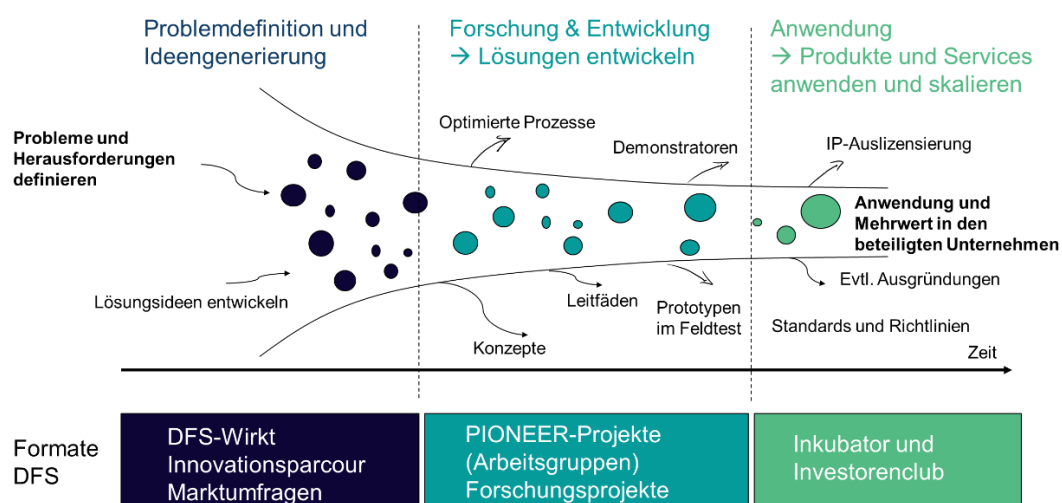 Problemdefinition und
Ideengenerierung
Forschung & Entwicklung
→ Lösungen entwickeln
Anwendung
→ Produkte und Services
anwenden und skalieren
Probleme und
Herausforderungen
definieren
Optimierte Prozesse
Demonstratoren
IP-Auslizensierung
Anwendung und
Mehrwert in den
beteiligten Unternehmen
Lösungsideen entwickeln
Konzepte
Leitfäden
Prototypen
im Feldtest
Evtl. Ausgründungen
Standards und Richtlinien
Zeit
Formate
DFS
DFS-Wirkt
Innovationsparcour
Marktumfragen
PIONEER-Projekte
(Arbeitsgruppen)
Forschungsprojekte
Inkubator und
Investorenclub